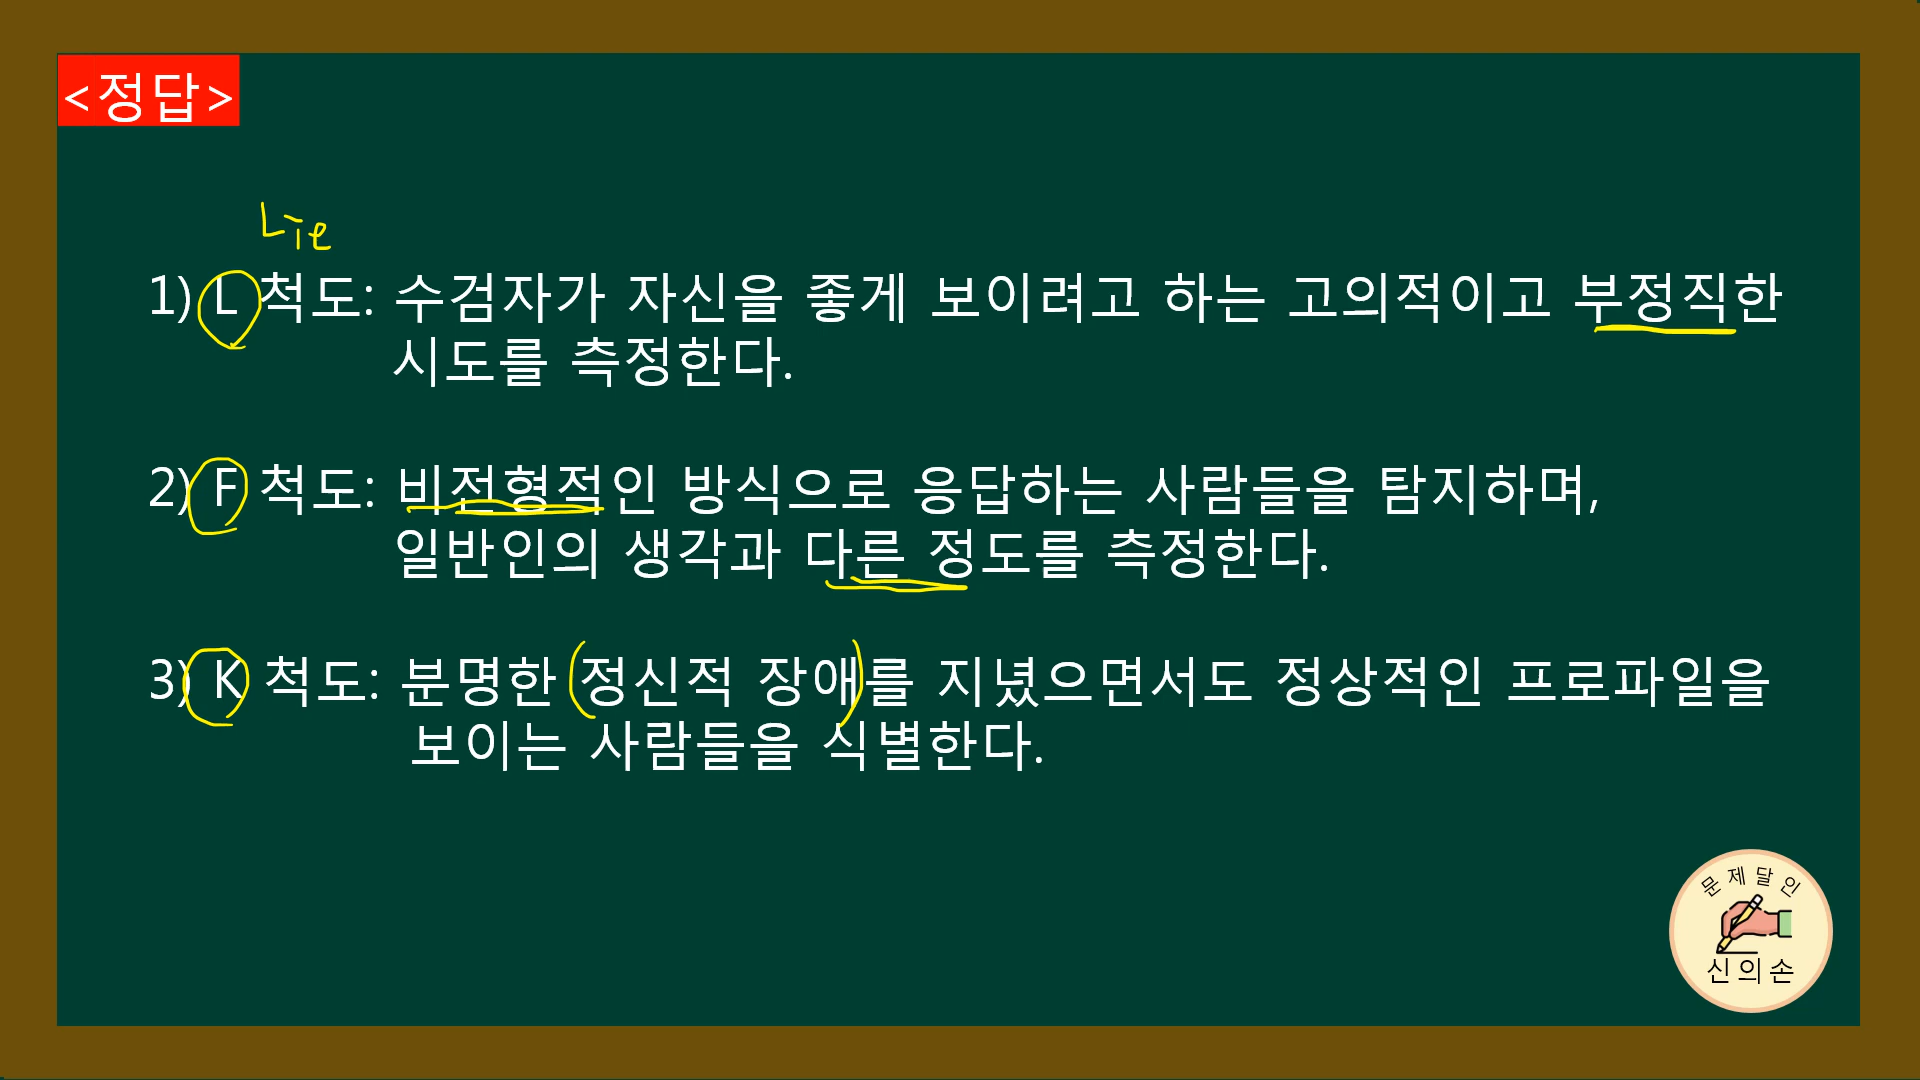 <정답>
Lie
1) L 척도: 수검자가 자신을 좋게 보이려고 하는 고의적이고 부정직한
시도를 측정한다.
2) F 척도: 비전형적인 방식으로 응답하는 사람들을 탐지하며,
일반인의 생각과 다른 정도를 측정한다.
3) K 척도: 분명한 정신적 장애를 지녔으면서도 정상적인 프로파일을
보이는 사람들을 식별한다.
문제달인
신의손